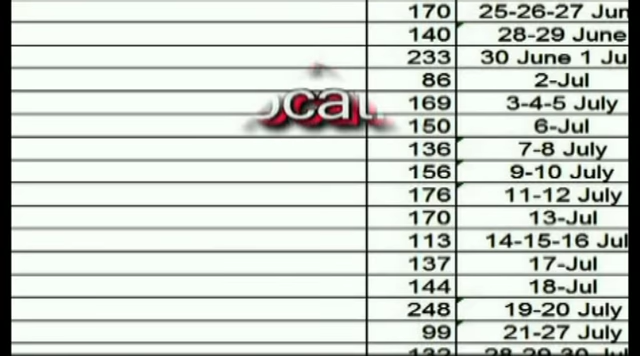 170 25-26-27 Jun
140 28-29 June
233 30 June 1 Ju
86 2-Jul
169 3-4-5 July
150 6-Jul
136 7-8 July
156 9-10 July
176 11-12 July
170 13-Jul
113 14-15-16 Jul
137 17-Jul
144 18-Jul
248 19-20 July
99 21-27 July